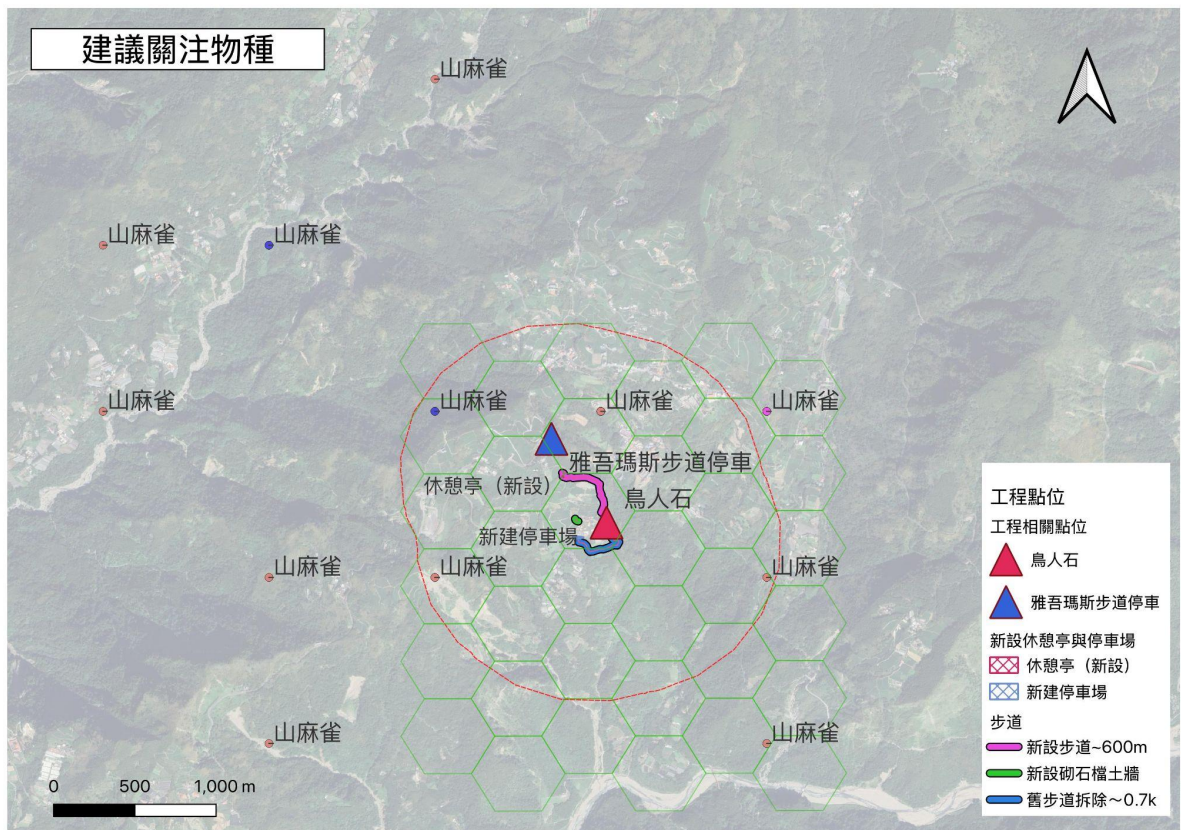 建議關注物種
山麻雀
山麻雀
山麻雀
山麻雀
山麻雀
山麻雀
山麻雀
雅吾瑪斯步道停車
休憩亭（新設）
鳥人石
新建停車場
山麻雀
山麻雀
山麻雀
山麻雀
山麻雀
0 500 1,000 m
工程點位
工程相關點位
鳥人石
雅吾瑪斯步道停車
新設休憩亭與停車場
休憩亭（新設）
新建停車場
步道
新設步道~600m
新設砌石檔土牆
舊步道拆除～0.7k